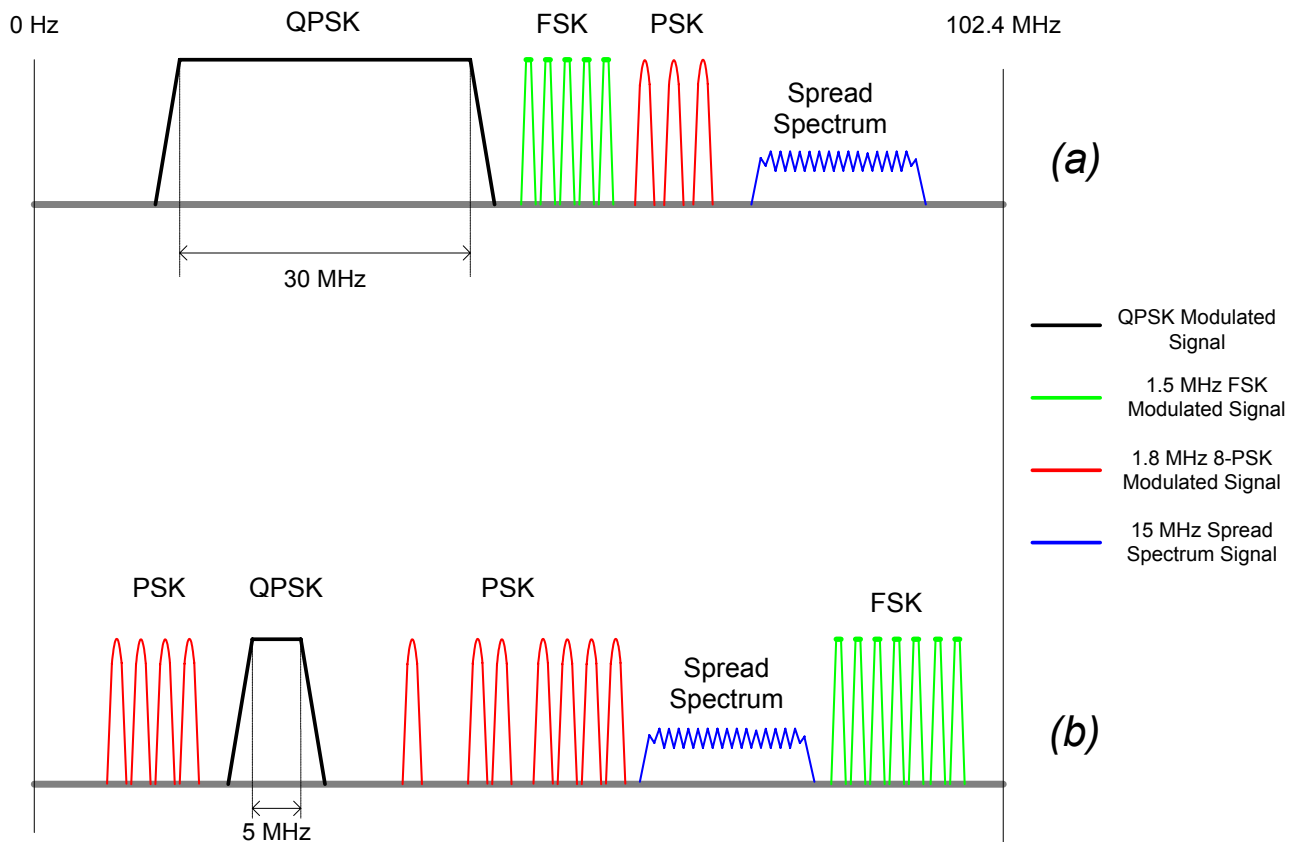 0 Hz
QPSK
FSK
PSK
102.4 MHz
Spread
Spectrum
(a)
30 MHz
QPSK Modulated
Signal
1.5 MHz FSK
Modulated Signal
1.8 MHz 8-PSK
Modulated Signal
15 MHz Spread
Spectrum Signal
PSK
QPSK
PSK
FSK
Spread
Spectrum
(b)
5 MHz